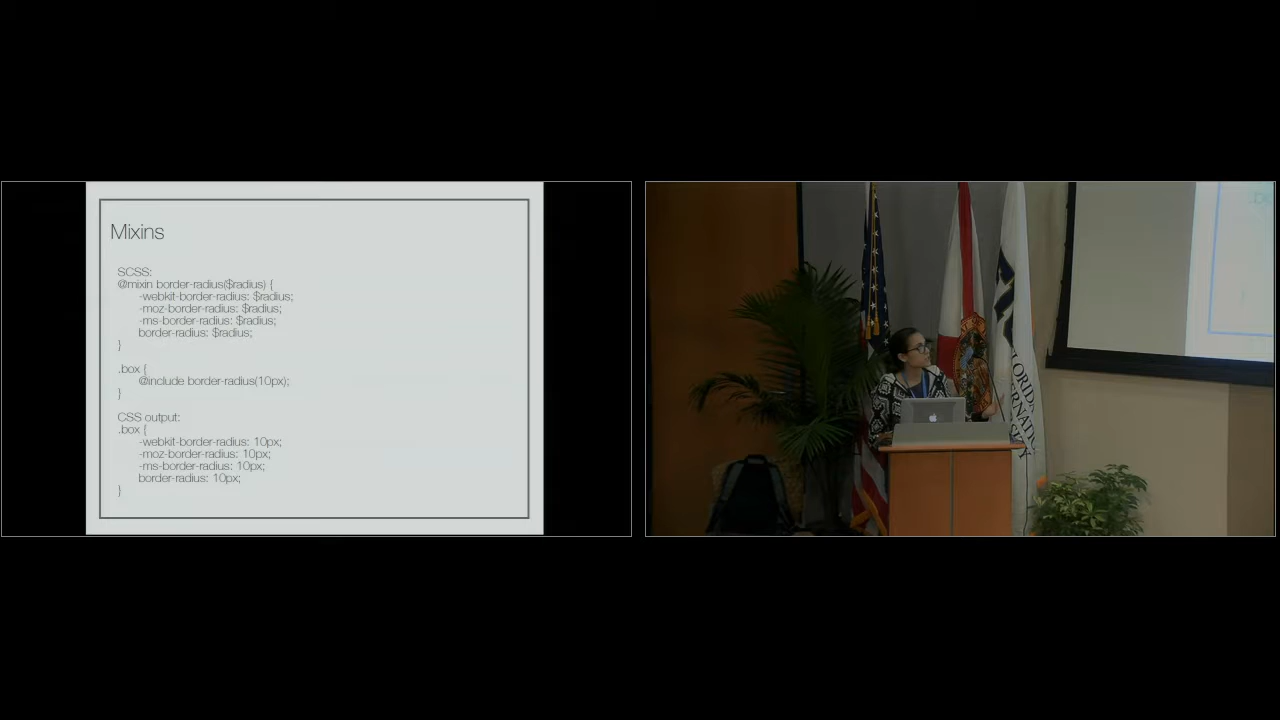 Mixins
SCSS:
@mixin border-radius($radius) {
-webkit-border-radius: $radius;
-moz-border-radius: $radius;
-ms-border-radius: $radius;
border-radius: $radius;
}
.box {
@include border-radius(10px);
}
CSS output:
.box {
-webkit-border-radius: 10px;
-moz-border-radius: 10px;
-ms-border-radius: 10px;
border-radius: 10px;
}